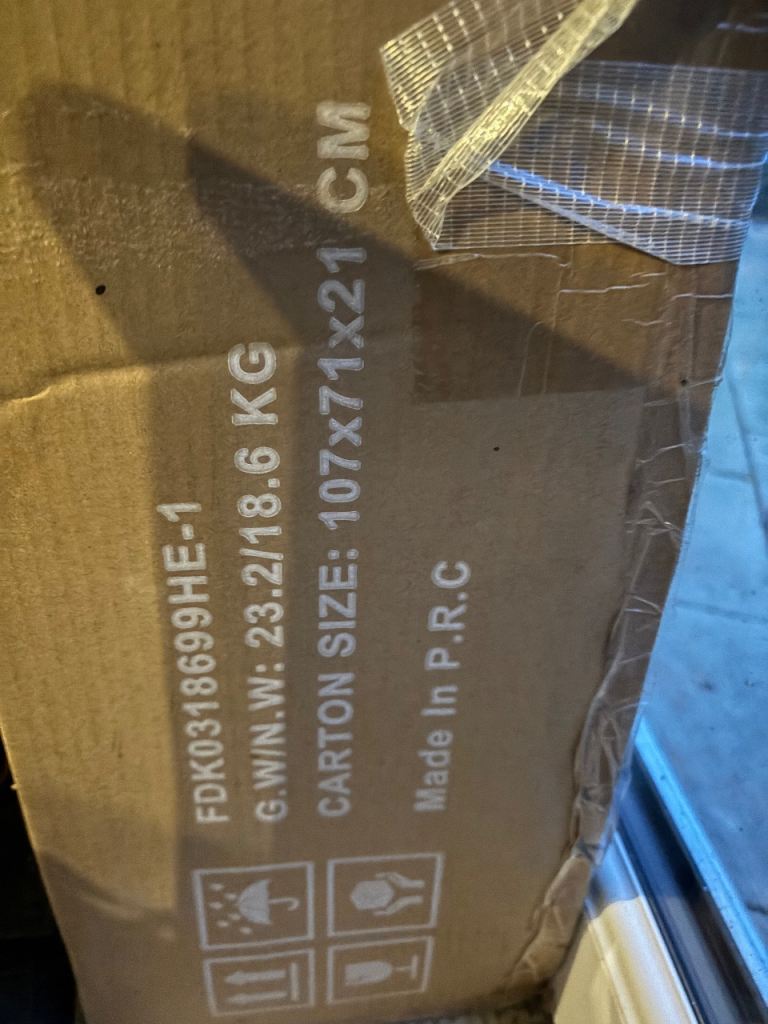 FDK0318699HE-1
G.W/N.W: 23.2/18.6 KG
CARTON SIZE: 107x71x21 CM
Made In P.R.C